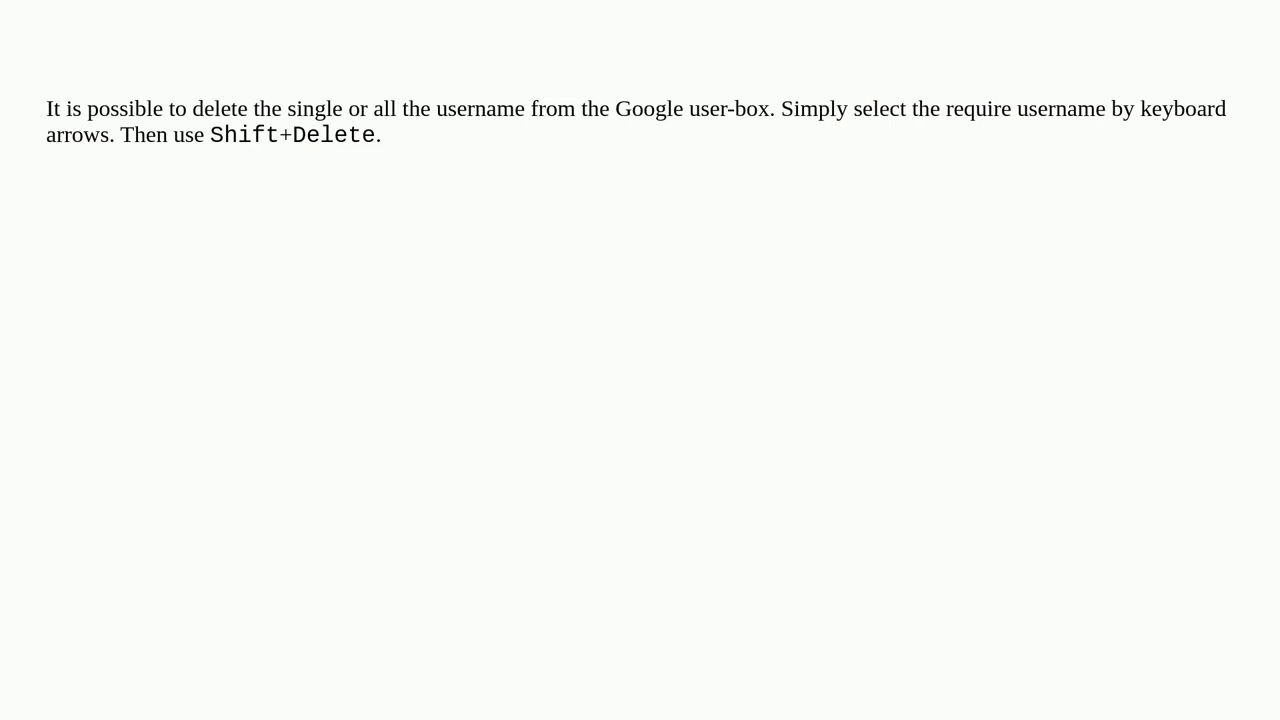 It is possible to delete the single or all the username from the Google user-box. Simply select the require username by keyboard
arrows. Then use Shift+Delete.